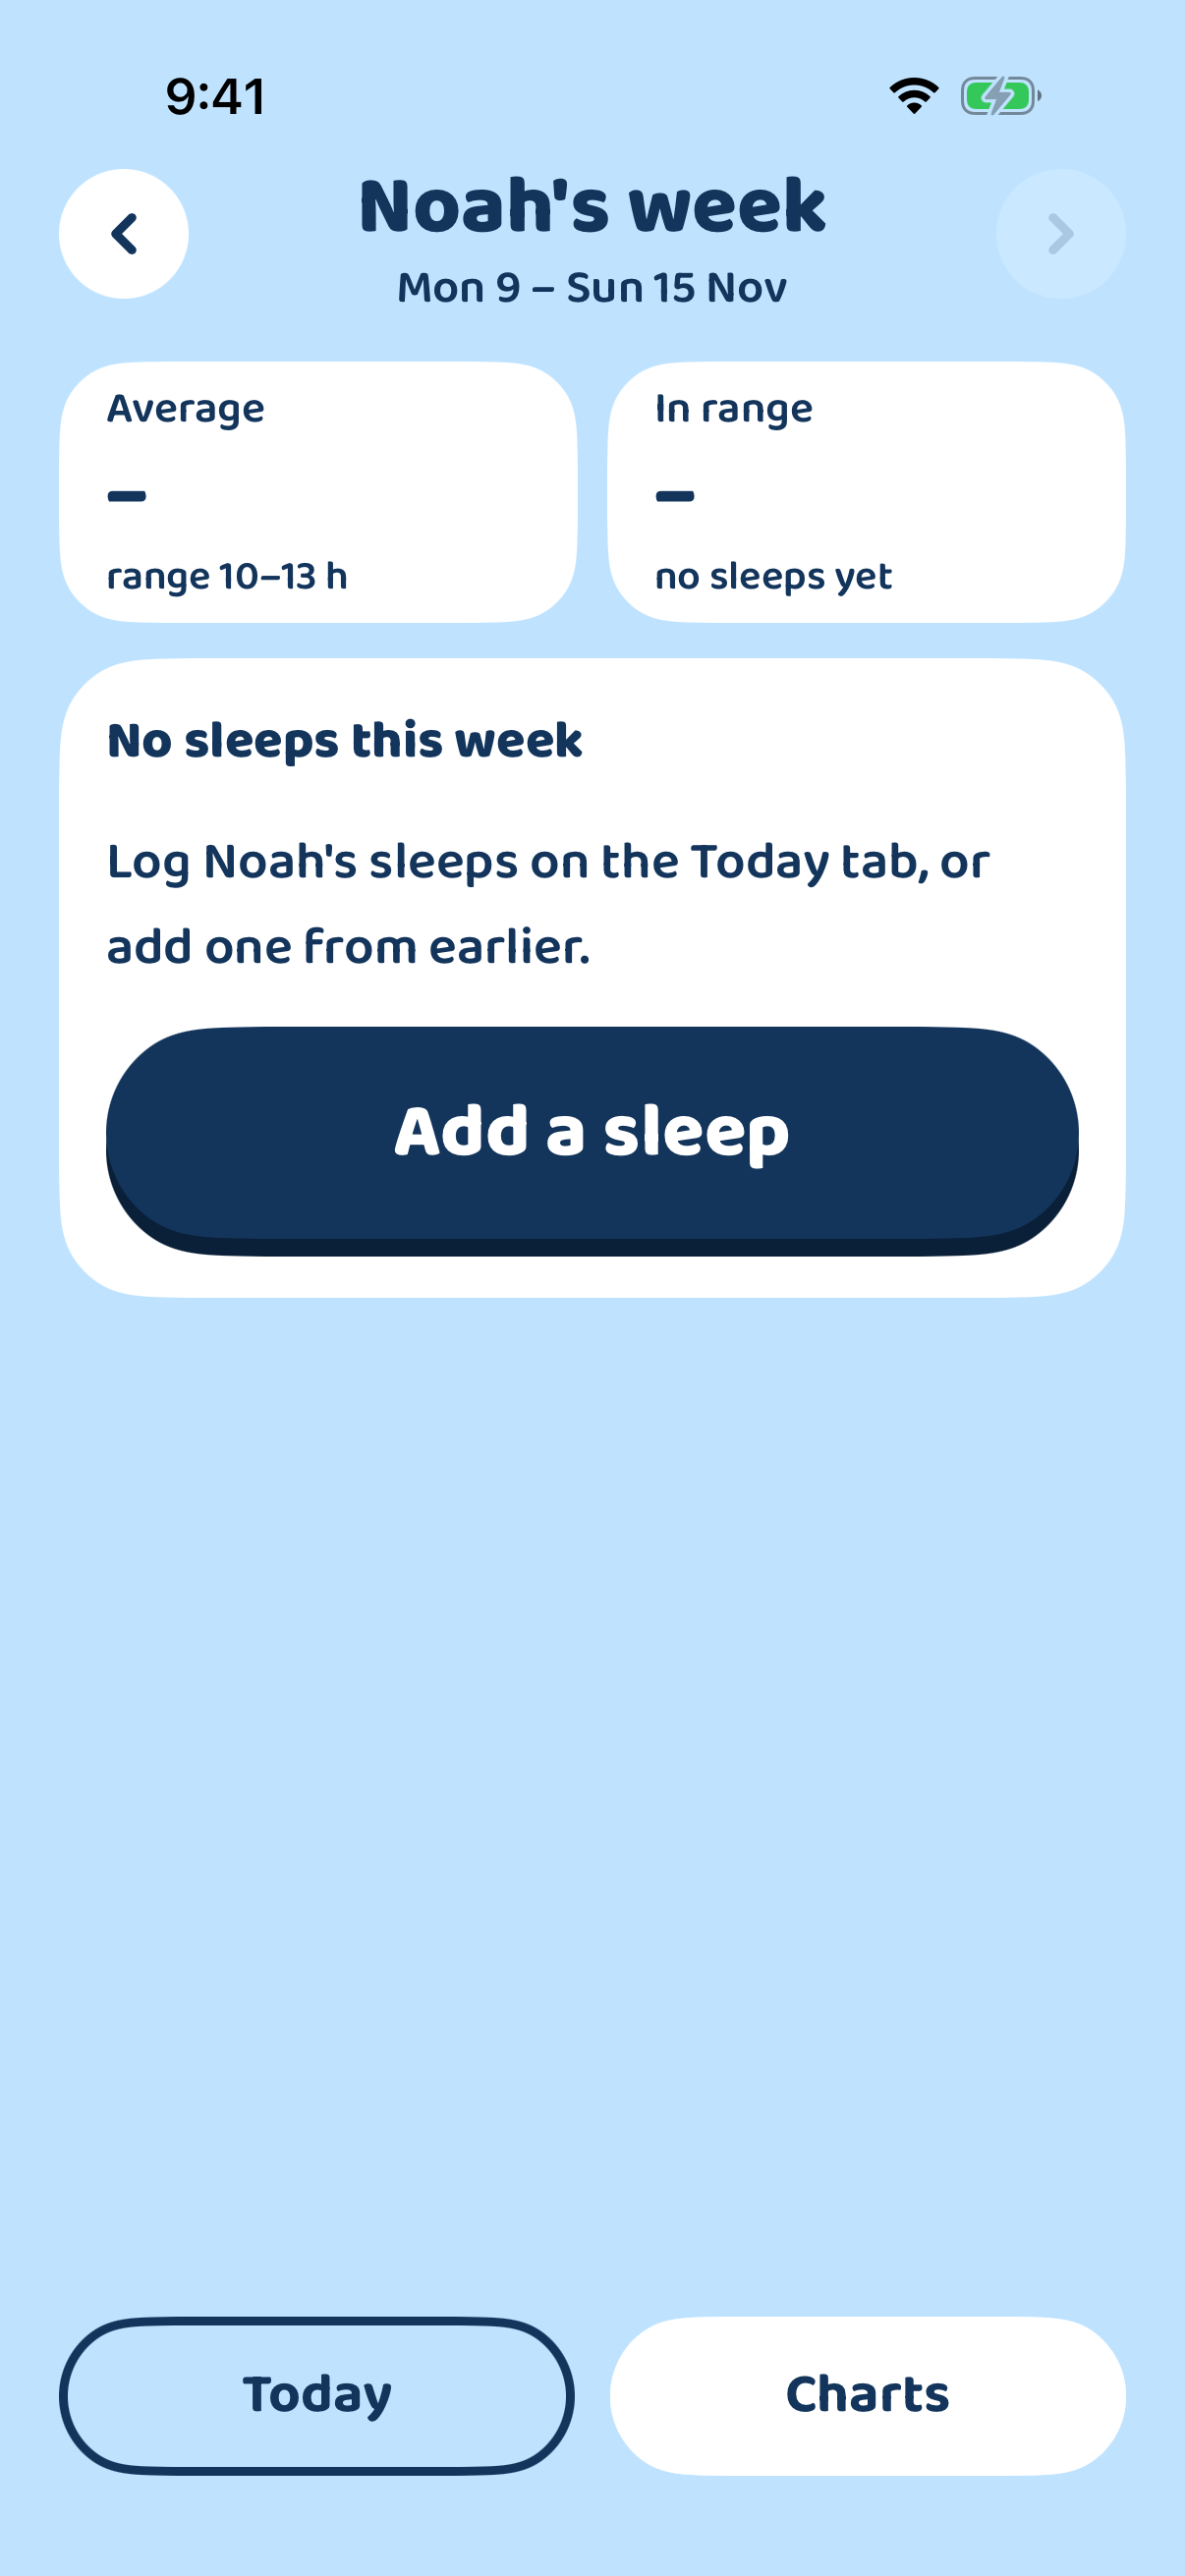 9:41
Noah's week
Mon 9 – Sun 15 Nov
Average
–
range 10–13 h
In range
–
no sleeps yet
No sleeps this week
Log Noah's sleeps on the Today tab, or
add one from earlier.
Add a sleep
Today
Charts